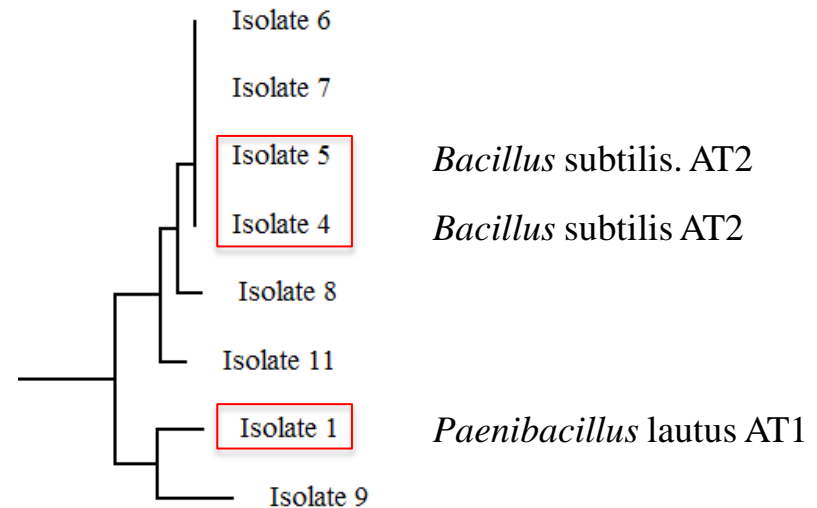 Isolate 6
Isolate 7
Isolate 5 Bacillus subtilis. AT2
Isolate 4 Bacillus subtilis AT2
Isolate 8
Isolate 11
Isolate 1 Paenibacillus lautus AT1
Isolate 9